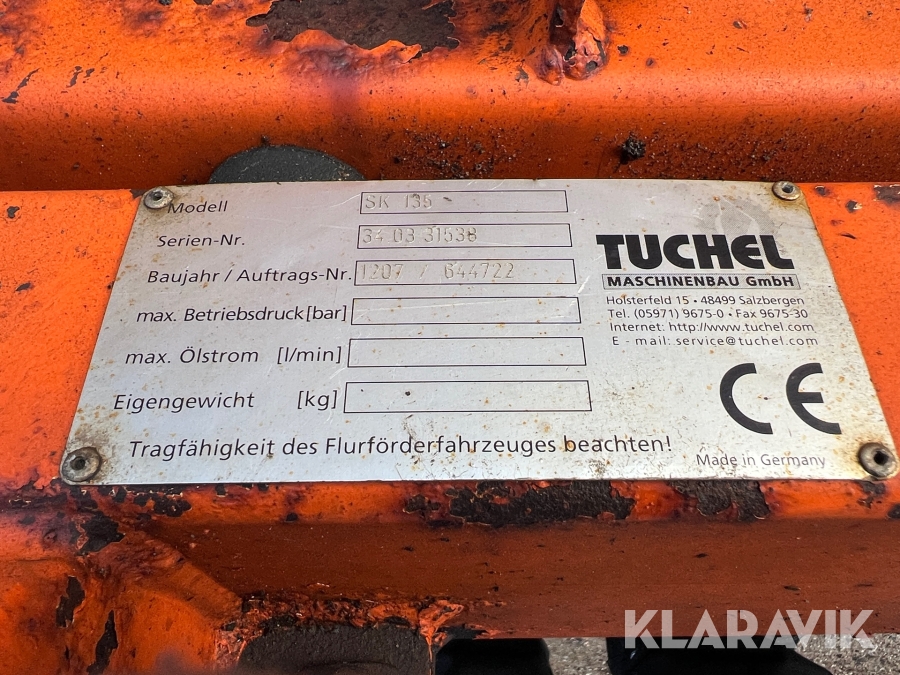 Modell SK 135
Serien-Nr. 34 03 31538
Baujahr / Auftrags-Nr. 1207 / 644722
max. Betriebsdruck [bar]
max. Ölstrom [l/min]
Eigengewicht [kg]
Tragfähigkeit des Flurförderfahrzeuges beachten!
TUCHEL
MASCHINENBAU GmbH
Holsterfeld 15 • 48499 Salzbergen
Tel. (05971) 9675-0 • Fax 9675-30
Internet: http://www.tuchel.com
E - mail: service@tuchel.com
CE
Made in Germany
KLARAVIK